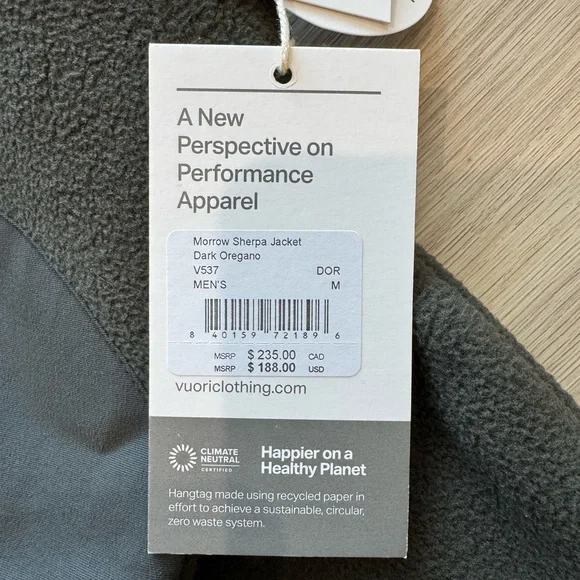 A New
Perspective on
Performance
Apparel
Morrow Sherpa Jacket
Dark Oregano
V537 DOR
MEN'S M
8 40159 72189 6
MSRP $ 235.00 CAD
MSRP $ 188.00 USD
vuoriclothing.com
CLIMATE
NEUTRAL
CERTIFIED
Happier on a
Healthy Planet
Hangtag made using recycled paper in
effort to achieve a sustainable, circular,
zero waste system.